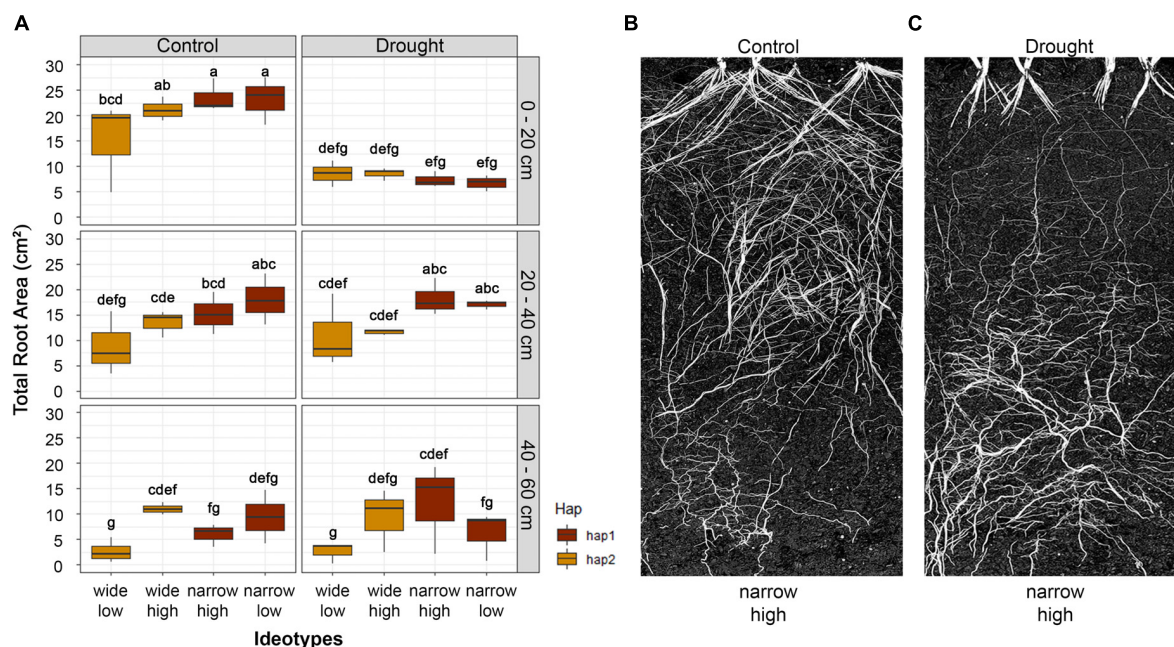 A
Control
Drought
Total Root Area (cm²)
30
25
20
15
10
5
0
bcd
ab
a
a
defg
defg
efg
efg
0 - 20 cm
30
25
20
15
10
5
0
defg
cde
bcd
abc
cdef
cdef
abc
abc
20 - 40 cm
30
25
20
15
10
5
0
g
cdef
fg
defg
g
defg
cdef
fg
40 - 60 cm
wide low
wide high
narrow high
narrow low
wide low
wide high
narrow high
narrow low
Ideotypes
Hap
hap1
hap2
B
Control
narrow
high
C
Drought
narrow
high